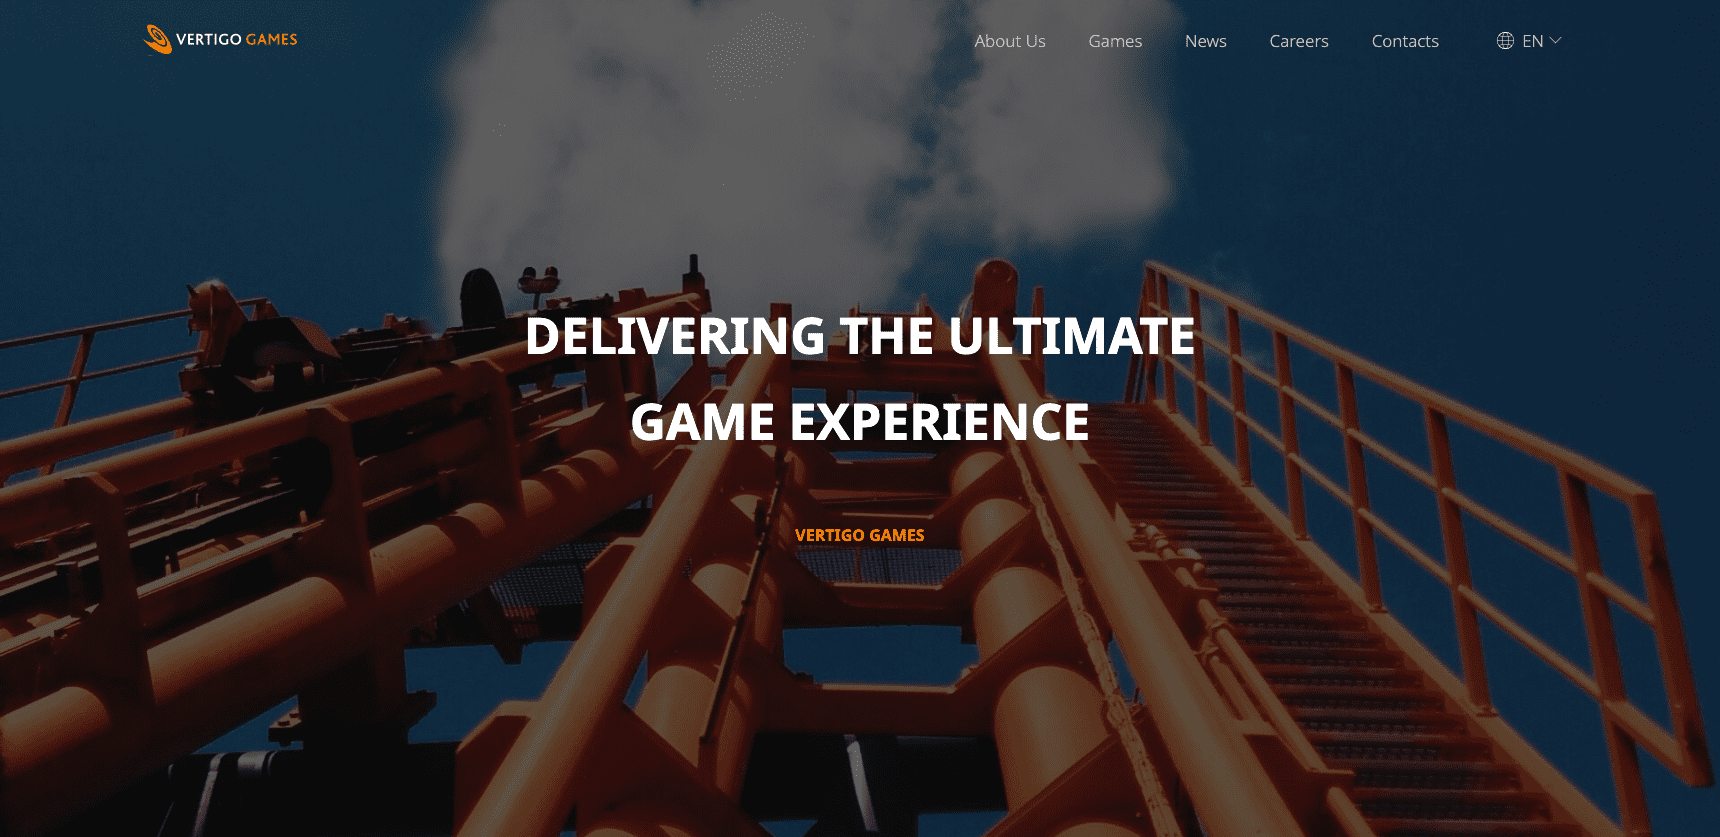 VERTIGO GAMES
About Us
Games
News
Careers
Contacts
EN
DELIVERING THE ULTIMATE
GAME EXPERIENCE
VERTIGO GAMES